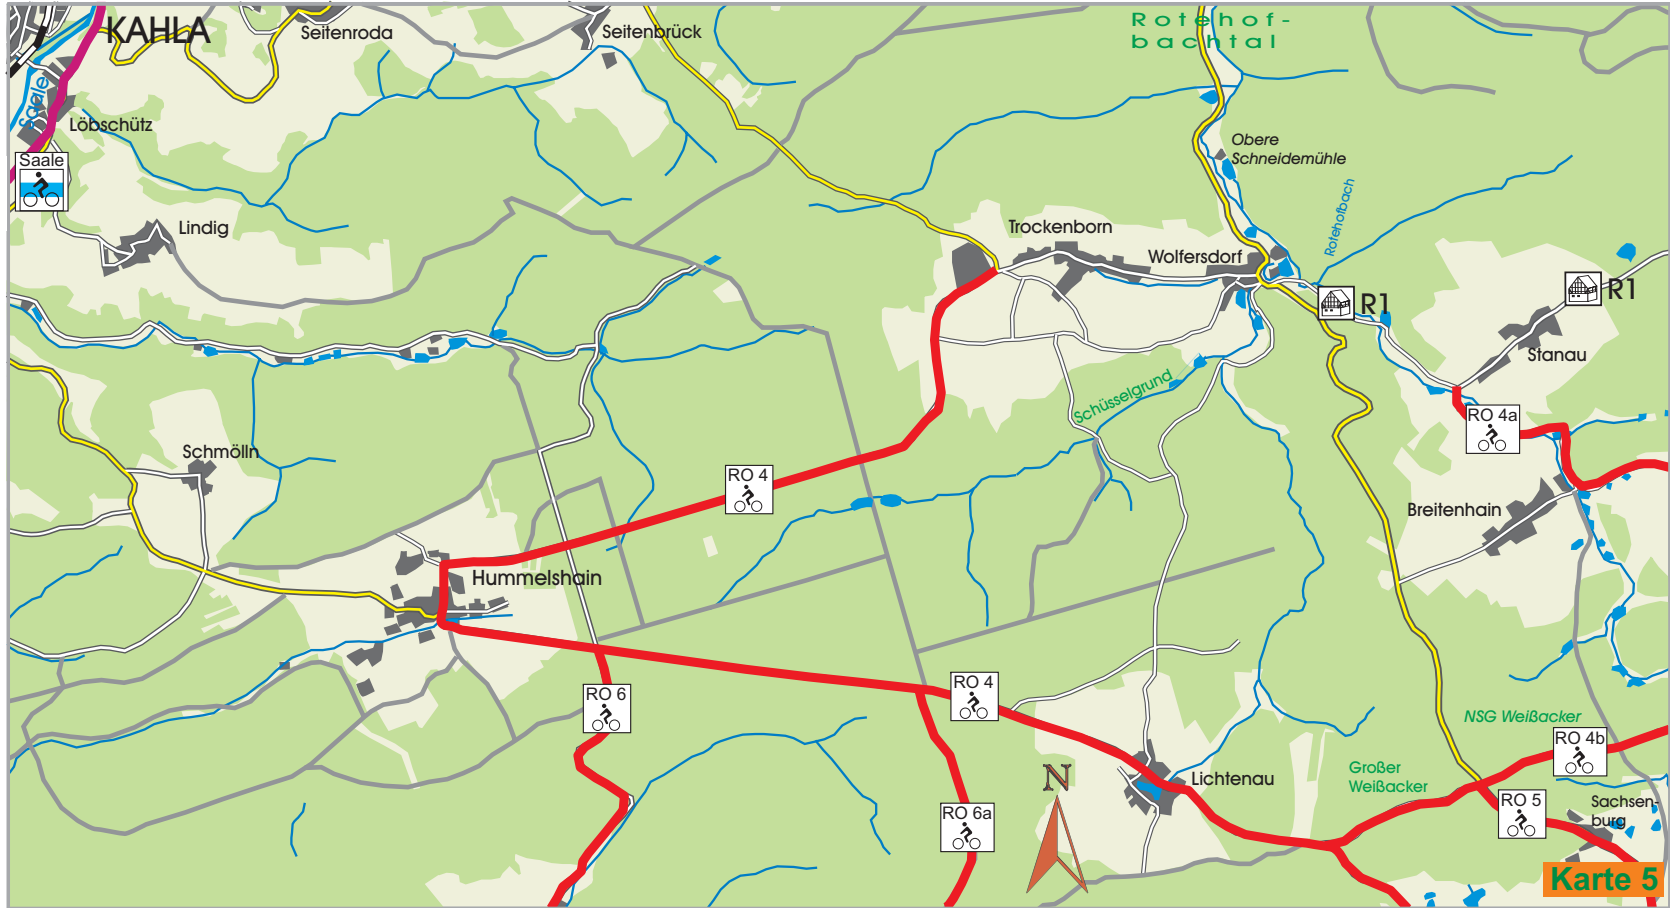 KAHLA
Seitenroda
Seitenbrück
Rotehof-
bachtal
Saale
Löbschütz
Obere
Schneidemühle
Saale
Rotehofbach
Lindig
Trockenborn
Wolfersdorf
R1
R1
Stanau
Schüsselgrund
RO 4a
Schmölln
RO 4
Breitenhain
Hummelshain
RO 6
RO 4
NSG Weißacker
RO 4b
N
Lichtenau
Großer
Weißacker
RO 6a
RO 5
Sachsen-
burg
Karte 5